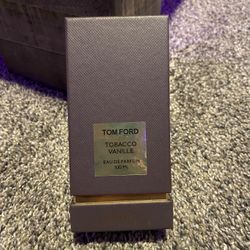 TOM FORD
TOBACCO
VANILLE
EAU DE PARFUM
100 ML